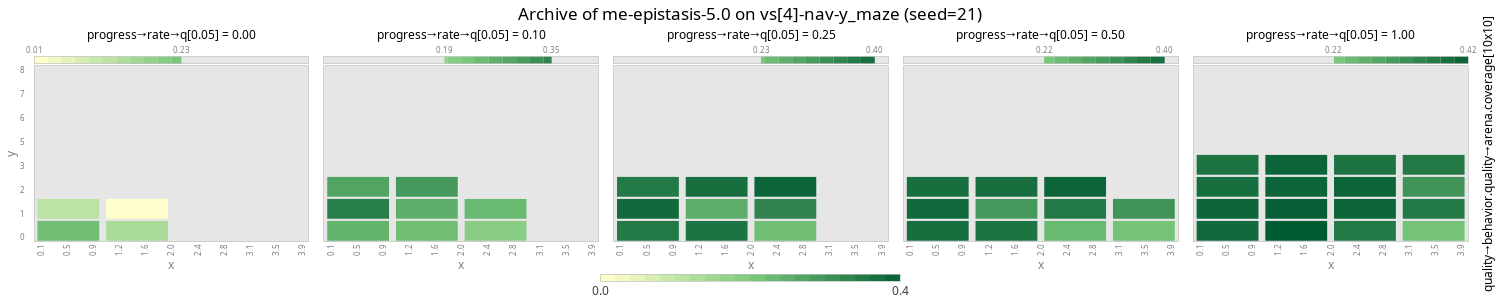 Archive of me-epistasis-5.0 on vs[4]-nav-y_maze (seed=21)
progress→rate→q[0.05] = 0.00
progress→rate→q[0.05] = 0.10
progress→rate→q[0.05] = 0.25
progress→rate→q[0.05] = 0.50
progress→rate→q[0.05] = 1.00
0.01 0.23
0.19 0.35
0.23 0.40
0.22 0.40
0.22 0.42
8
7
6
5
3
2
1
0
y
0.1 0.5 0.9 1.2 1.6 2.0 2.4 2.8 3.1 3.5 3.9
0.1 0.5 0.9 1.2 1.6 2.0 2.4 2.8 3.1 3.5 3.9
0.1 0.5 0.9 1.2 1.6 2.0 2.4 2.8 3.1 3.5 3.9
0.1 0.5 0.9 1.2 1.6 2.0 2.4 2.8 3.1 3.5 3.9
0.1 0.5 0.9 1.2 1.6 2.0 2.4 2.8 3.1 3.5 3.9
x
x
x
x
x
0.0 0.4
quality→behavior.quality→arena.coverage[10x10]